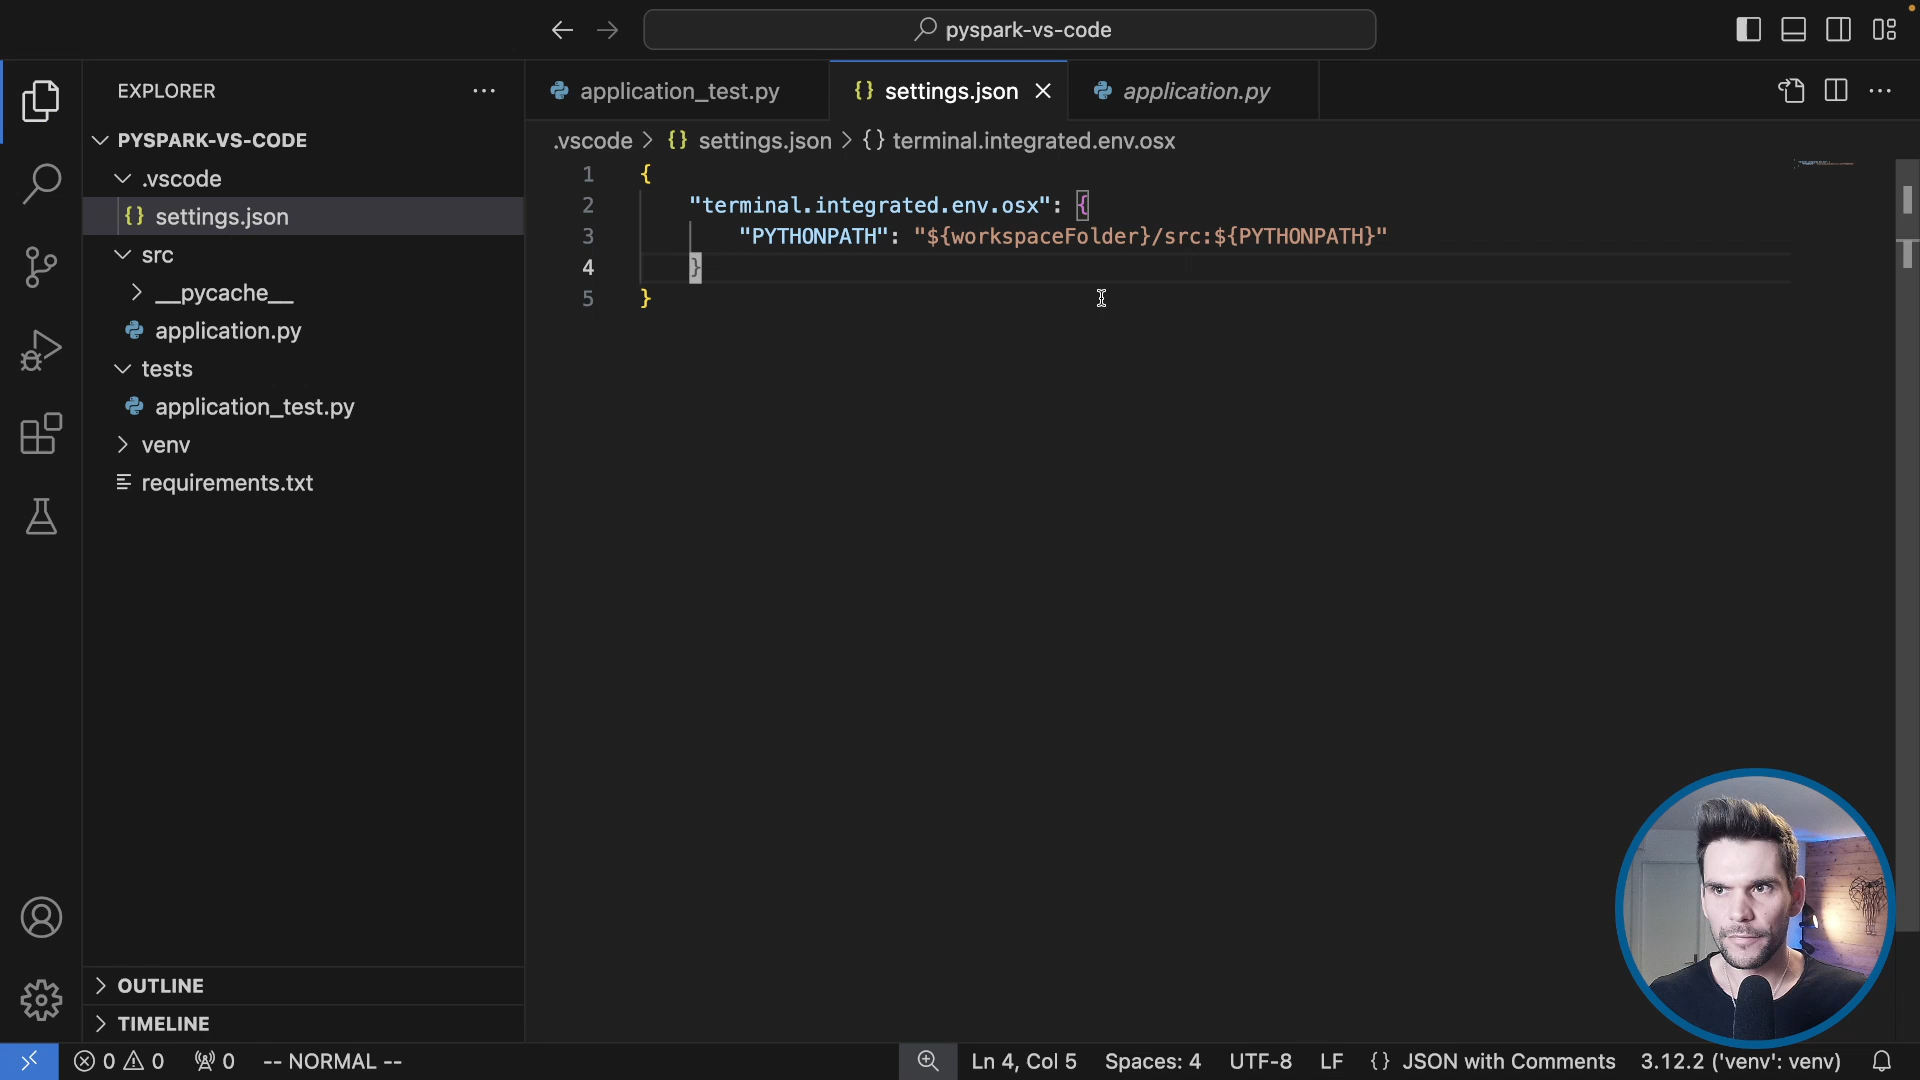 pyspark-vs-code
EXPLORER
PYSPARK-VS-CODE
.vscode
{} settings.json
src
__pycache__
application.py
tests
application_test.py
venv
requirements.txt
OUTLINE
TIMELINE
application_test.py {} settings.json application.py
.vscode > {} settings.json > {} terminal.integrated.env.osx
1 {
2 "terminal.integrated.env.osx": {
3 "PYTHONPATH": "${workspaceFolder}/src:${PYTHONPATH}"
4 }
5 }
0 0 0 -- NORMAL -- Ln 4, Col 5 Spaces: 4 UTF-8 LF {} JSON with Comments 3.12.2 ('venv': venv)